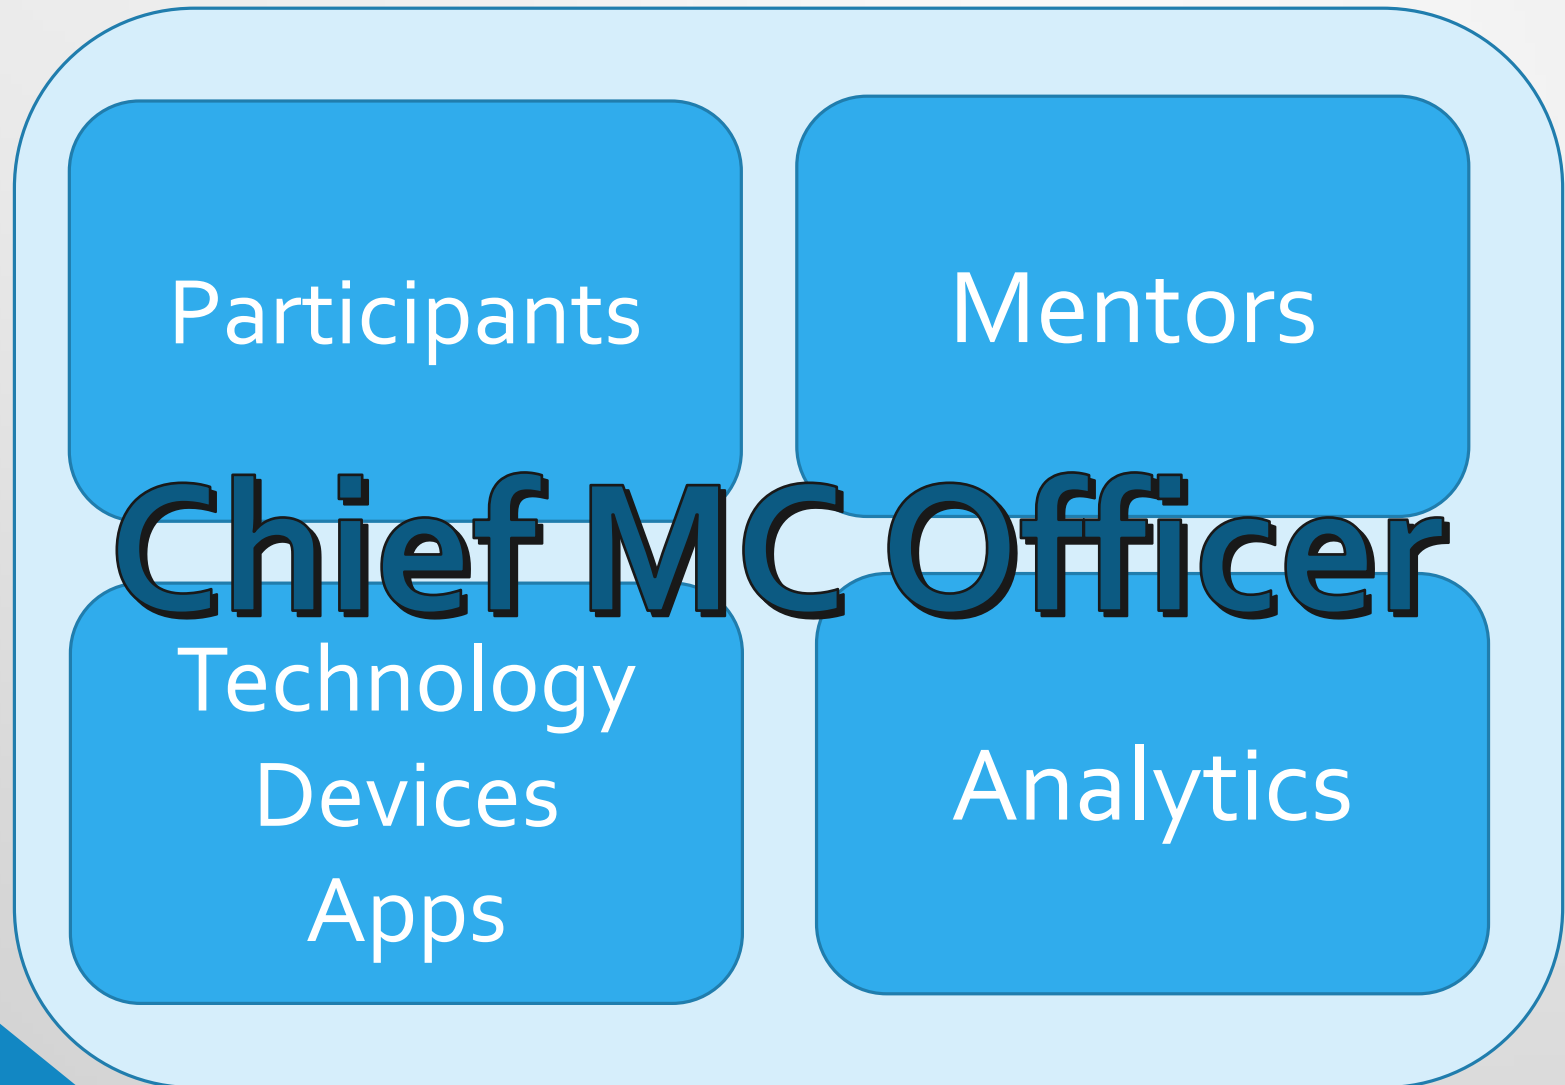 Participants
Mentors
Chief MC Officer
Technology
Devices
Apps
Analytics